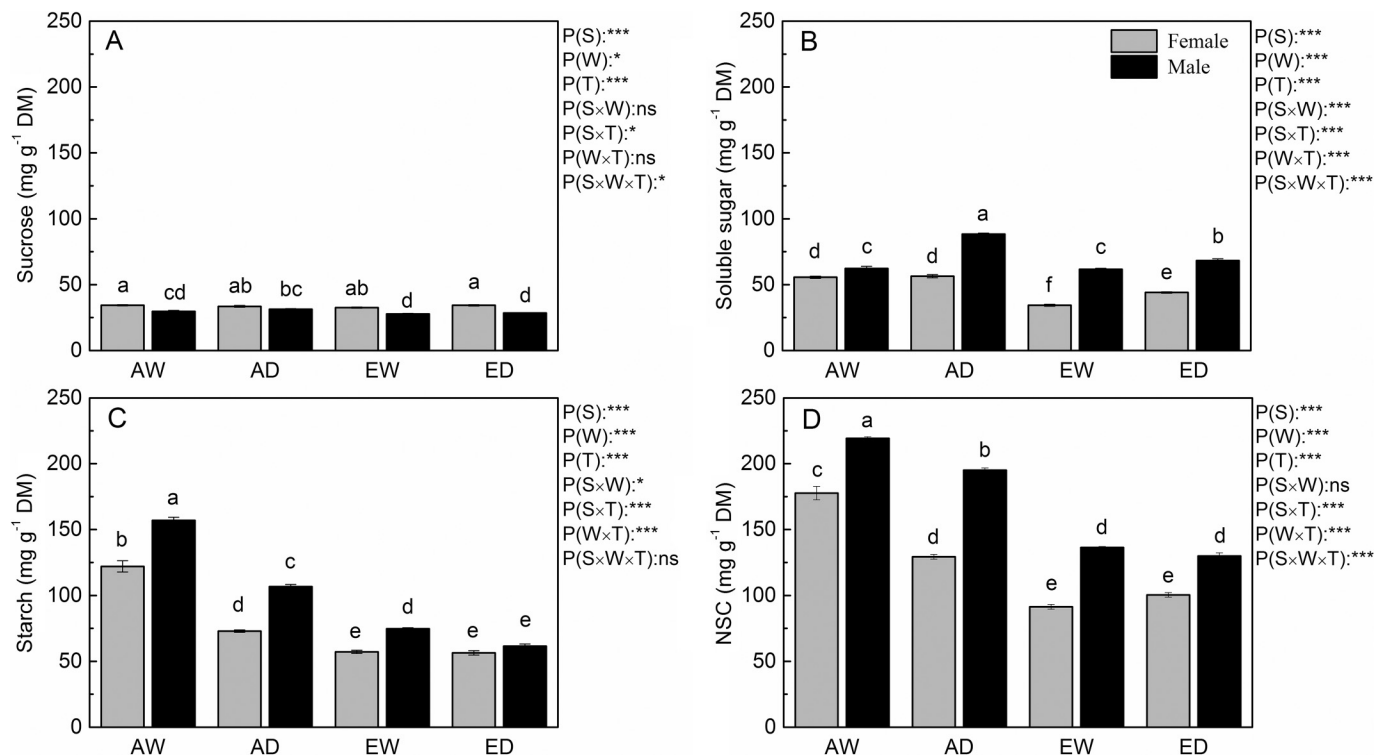 A
Sucrose (mg g⁻¹ DM)
250
200
150
100
50
0
a
cd
ab
bc
ab
d
a
d
AW
AD
EW
ED
P(S):***
P(W):*
P(T):***
P(S×W):ns
P(S×T):*
P(W×T):ns
P(S×W×T):*
B
Female
Male
Soluble sugar (mg g⁻¹ DM)
250
200
150
100
50
0
d
c
d
a
f
c
e
b
AW
AD
EW
ED
P(S):***
P(W):***
P(T):***
P(S×W):***
P(S×T):***
P(W×T):***
P(S×W×T):***
C
Starch (mg g⁻¹ DM)
250
200
150
100
50
0
b
a
d
c
e
d
e
e
AW
AD
EW
ED
P(S):***
P(W):***
P(T):***
P(S×W):*
P(S×T):***
P(W×T):***
P(S×W×T):ns
D
NSC (mg g⁻¹ DM)
250
200
150
100
50
0
c
a
d
b
e
d
e
d
AW
AD
EW
ED
P(S):***
P(W):***
P(T):***
P(S×W):ns
P(S×T):***
P(W×T):***
P(S×W×T):***